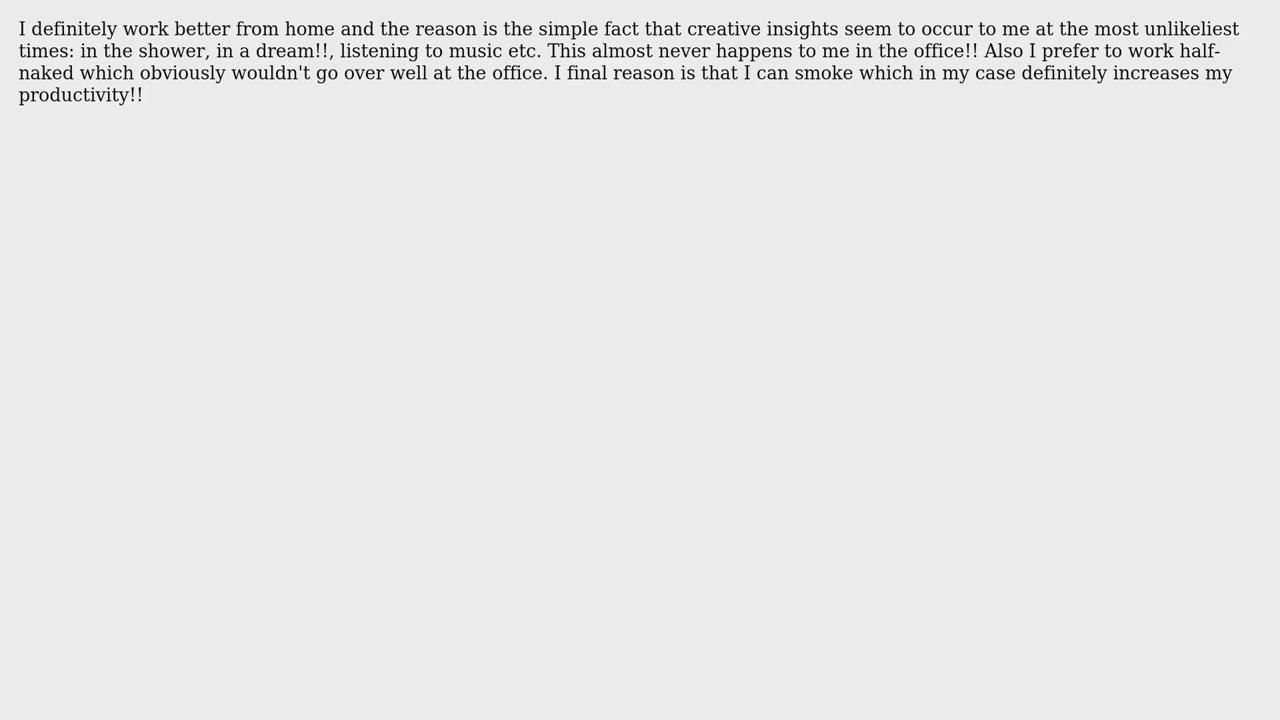 I definitely work better from home and the reason is the simple fact that creative insights seem to occur to me at the most unlikeliest
times: in the shower, in a dream!!, listening to music etc. This almost never happens to me in the office!! Also I prefer to work half-
naked which obviously wouldn't go over well at the office. I final reason is that I can smoke which in my case definitely increases my
productivity!!